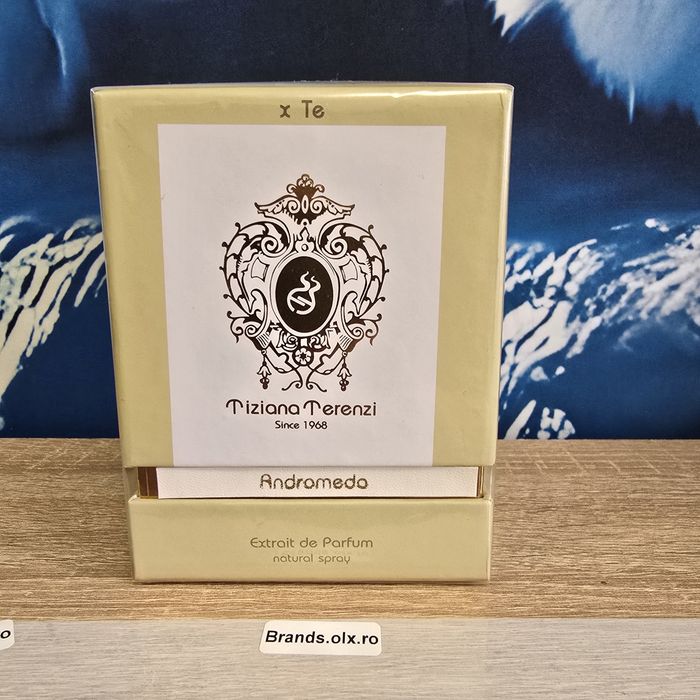 x Te
Tiziana Terenzi
Since 1968
Andromeda
Extrait de Parfum
natural spray
Brands.olx.ro
o